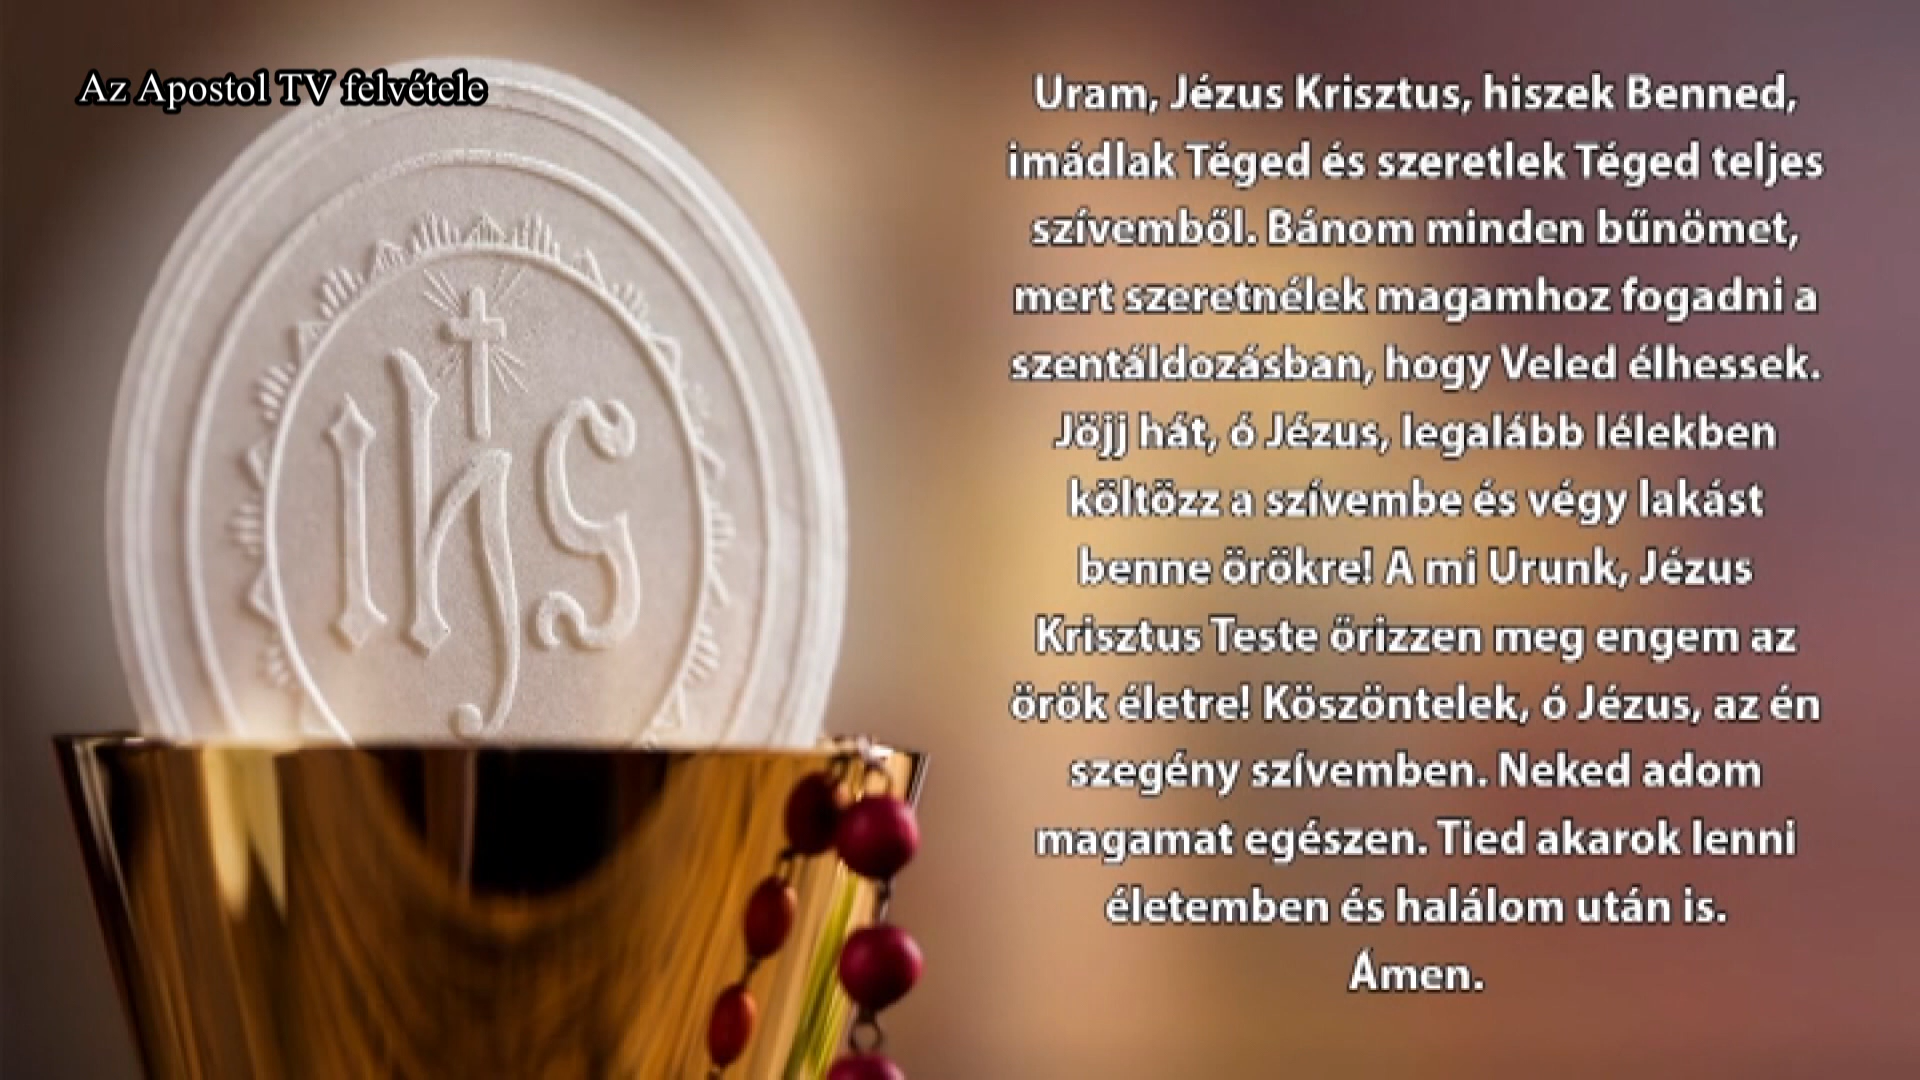 Az Apostol TV felvétele
Uram, Jézus Krisztus, hiszek Benned,
imádlak Téged és szeretlek Téged teljes
szívemből. Bánom minden bűnömet,
mert szeretnélek magamhoz fogadni a
szentáldozásban, hogy Veled élhessek.
Jöjj hát, ó Jézus, legalább lélekben
költözz a szívembe és végy lakást
benne örökre! A mi Urunk, Jézus
Krisztus Teste őrizzen meg engem az
örök életre! Köszöntelek, ó Jézus, az én
szegény szívemben. Neked adom
magamat egészen. Tied akarok lenni
életemben és halálom után is.
Ámen.
ihs